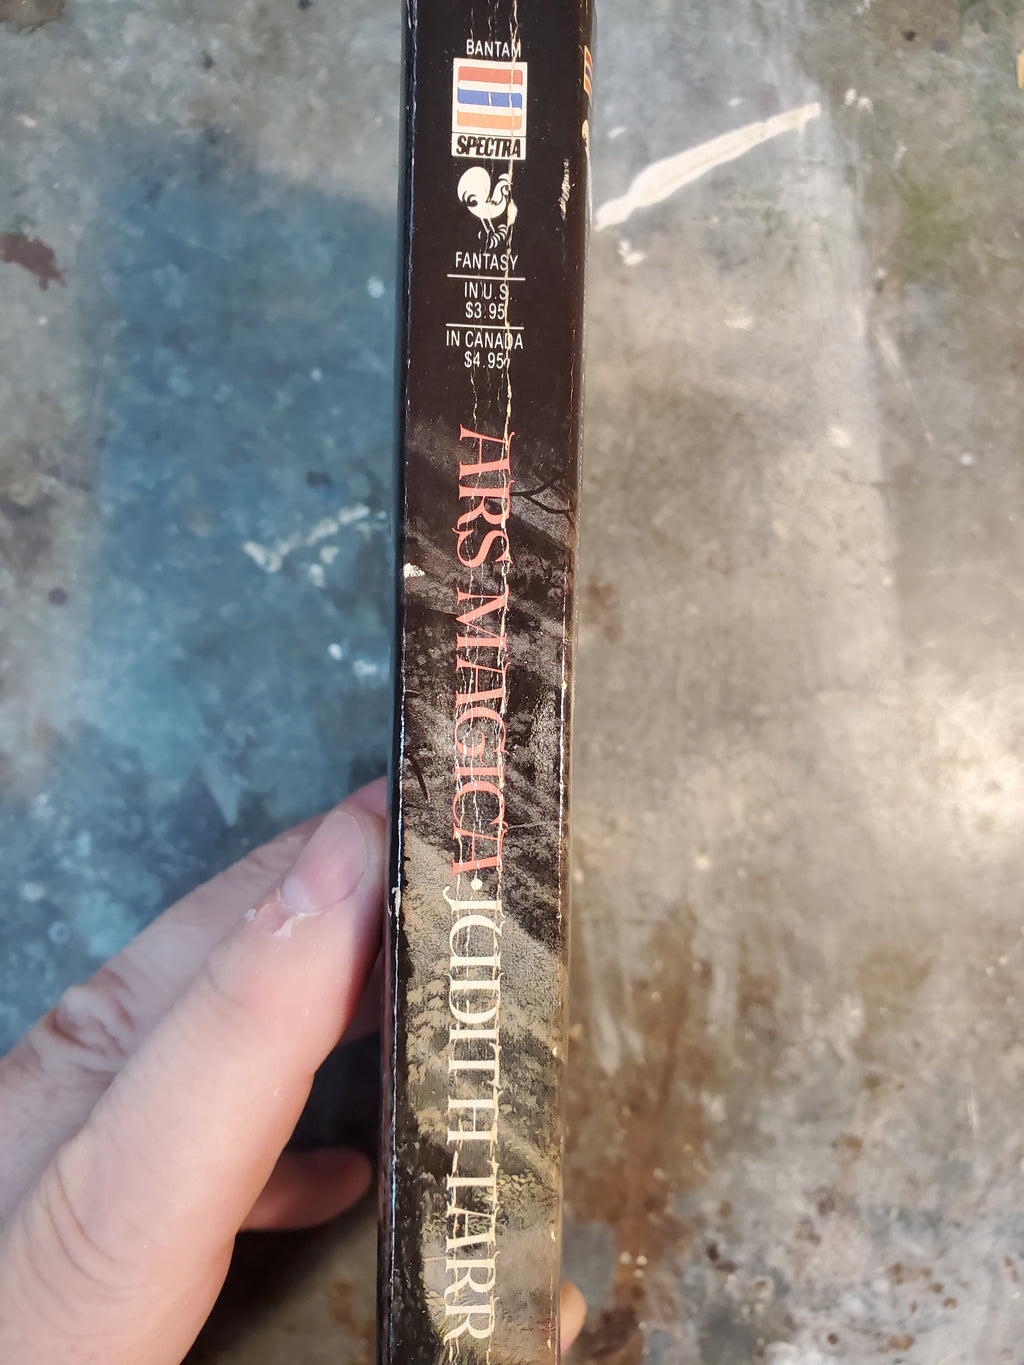 BANTAM
SPECTRA
FANTASY
IN U.S.
$3.95
IN CANADA
$4.95
ARS MAGICA · JUDITH TARR